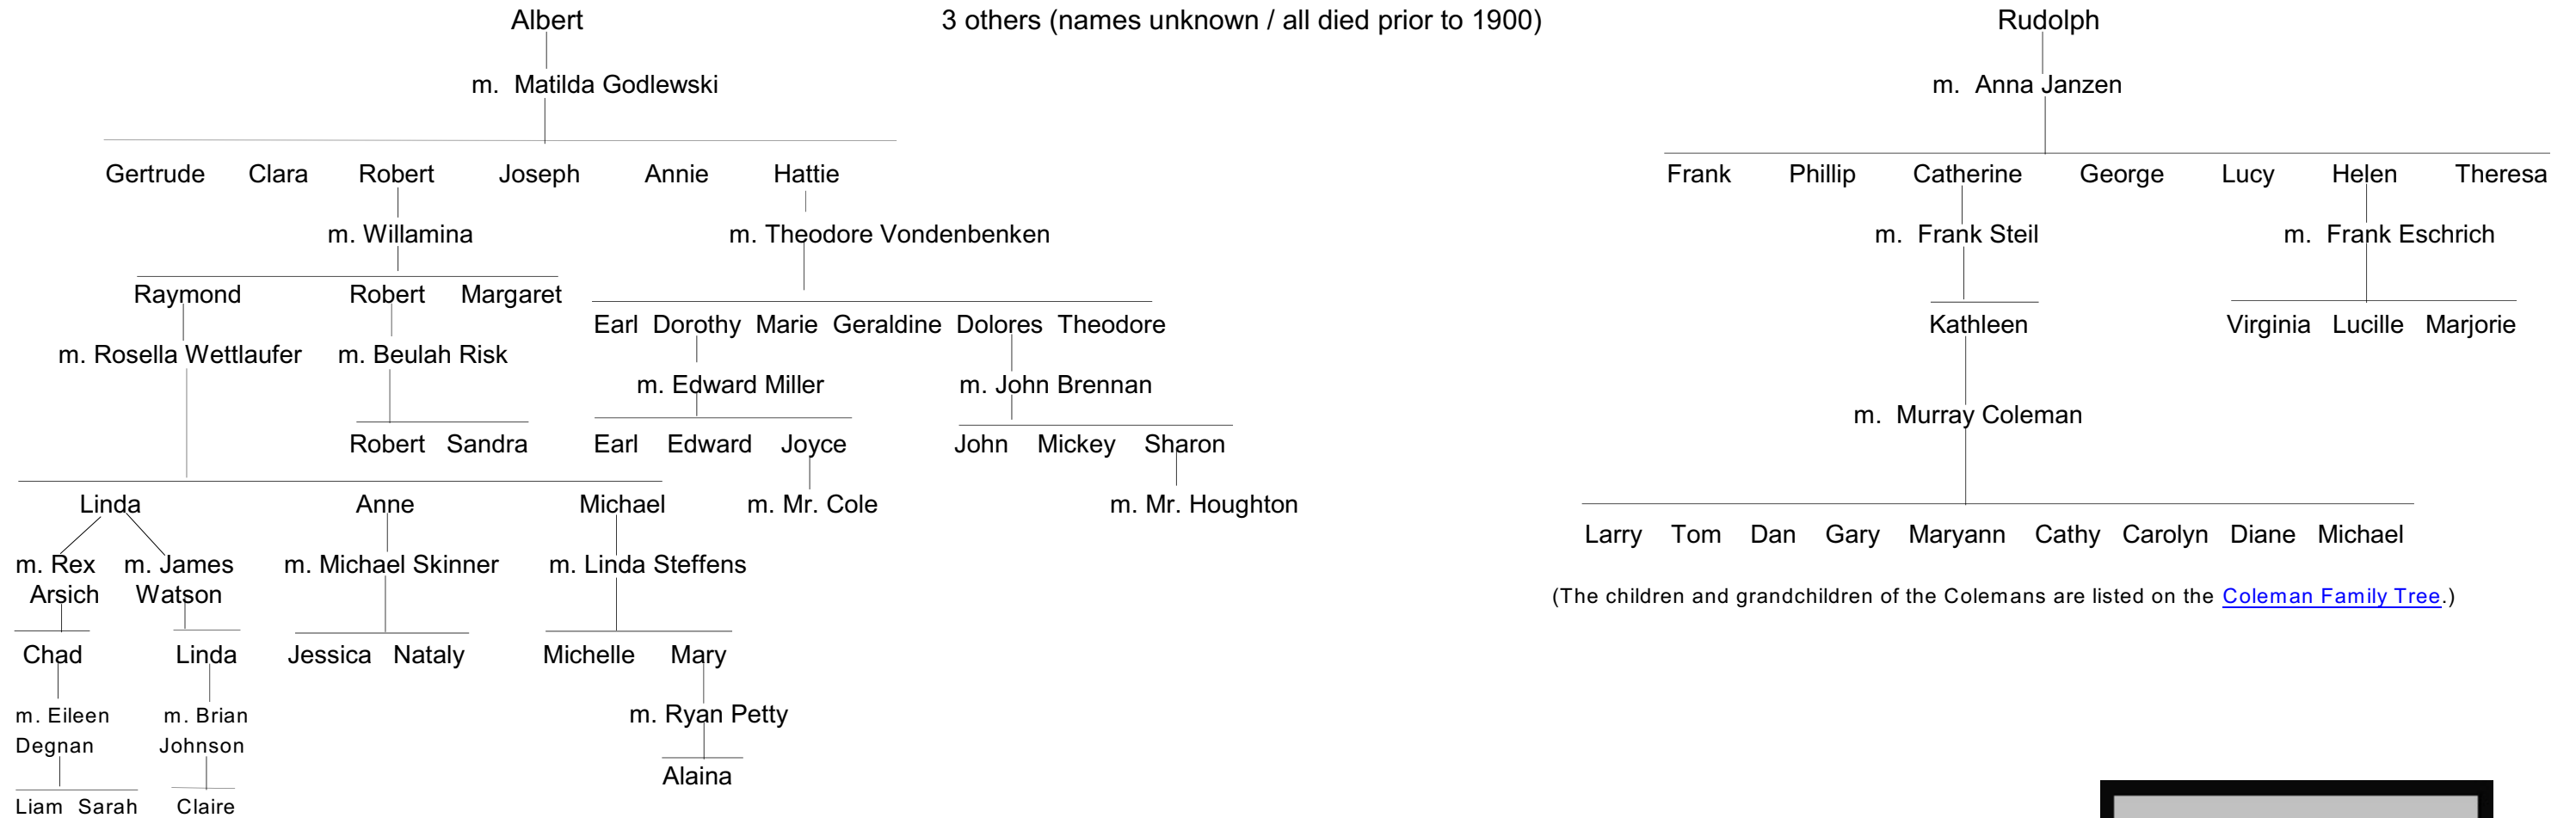 Albert 3 others (names unknown / all died prior to 1900) Rudolph
m. Matilda Godlewski m. Anna Janzen
Gertrude Clara Robert Joseph Annie Hattie Frank Phillip Catherine George Lucy Helen Theresa
m. Willamina m. Theodore Vondenbenken m. Frank Steil m. Frank Eschrich
Raymond Robert Margaret
Earl Dorothy Marie Geraldine Dolores Theodore Kathleen Virginia Lucille Marjorie
m. Rosella Wettlaufer m. Beulah Risk
m. Edward Miller m. John Brennan
m. Murray Coleman
Robert Sandra Earl Edward Joyce John Mickey Sharon
Linda Anne Michael m. Mr. Cole m. Mr. Houghton
Larry Tom Dan Gary Maryann Cathy Carolyn Diane Michael
m. Rex m. James m. Michael Skinner m. Linda Steffens
Arsich Watson (The children and grandchildren of the Colemans are listed on the Coleman Family Tree.)
Chad Linda Jessica Nataly Michelle Mary
m. Eileen m. Brian m. Ryan Petty
Degnan Johnson
Alaina
Liam Sarah Claire